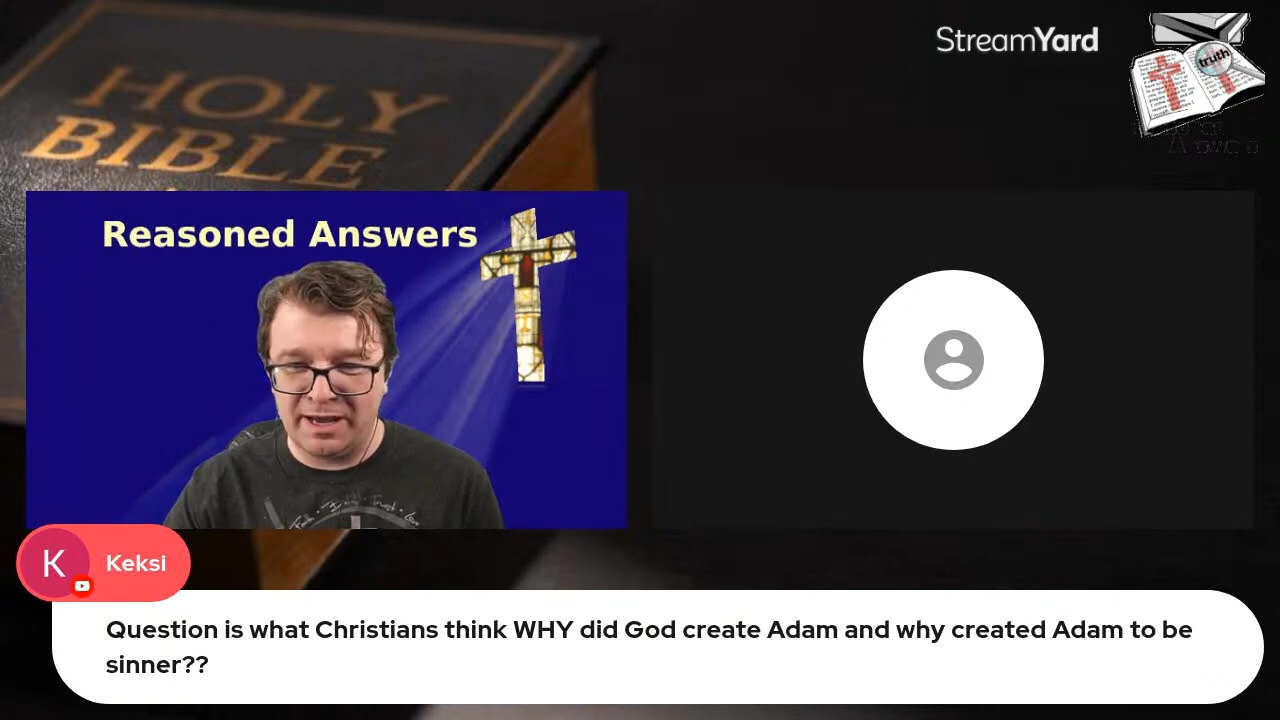 HOLY
BIBLE
StreamYard
truth
Reasoned Answers
K
Keksi
Question is what Christians think WHY did God create Adam and why created Adam to be
sinner??